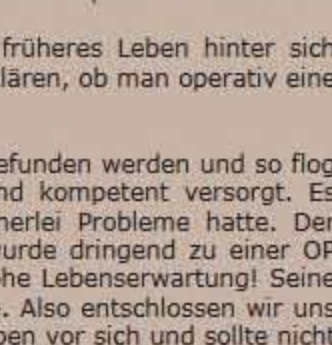 früheres Leben hinter sich
lären, ob man operativ eine
efunden werden und so flog
nd kompetent versorgt. Es
nerlei Probleme hatte. Der
wurde dringend zu einer OP
ohe Lebenserwartung! Seine
. Also entschlossen wir uns
ben vor sich und sollte nicht